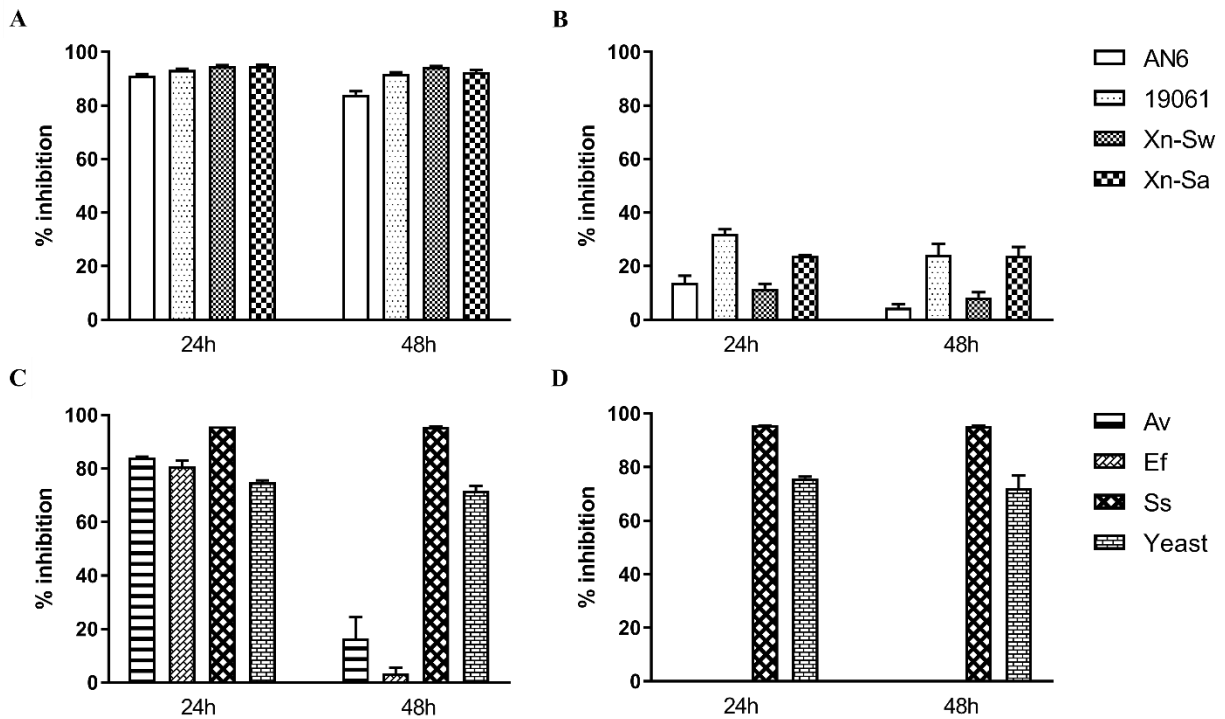 A
% inhibition
100
80
60
40
20
0
24h
48h
B
% inhibition
100
80
60
40
20
0
24h
48h
AN6
19061
Xn-Sw
Xn-Sa
C
% inhibition
100
80
60
40
20
0
24h
48h
D
% inhibition
100
80
60
40
20
0
24h
48h
Av
Ef
Ss
Yeast